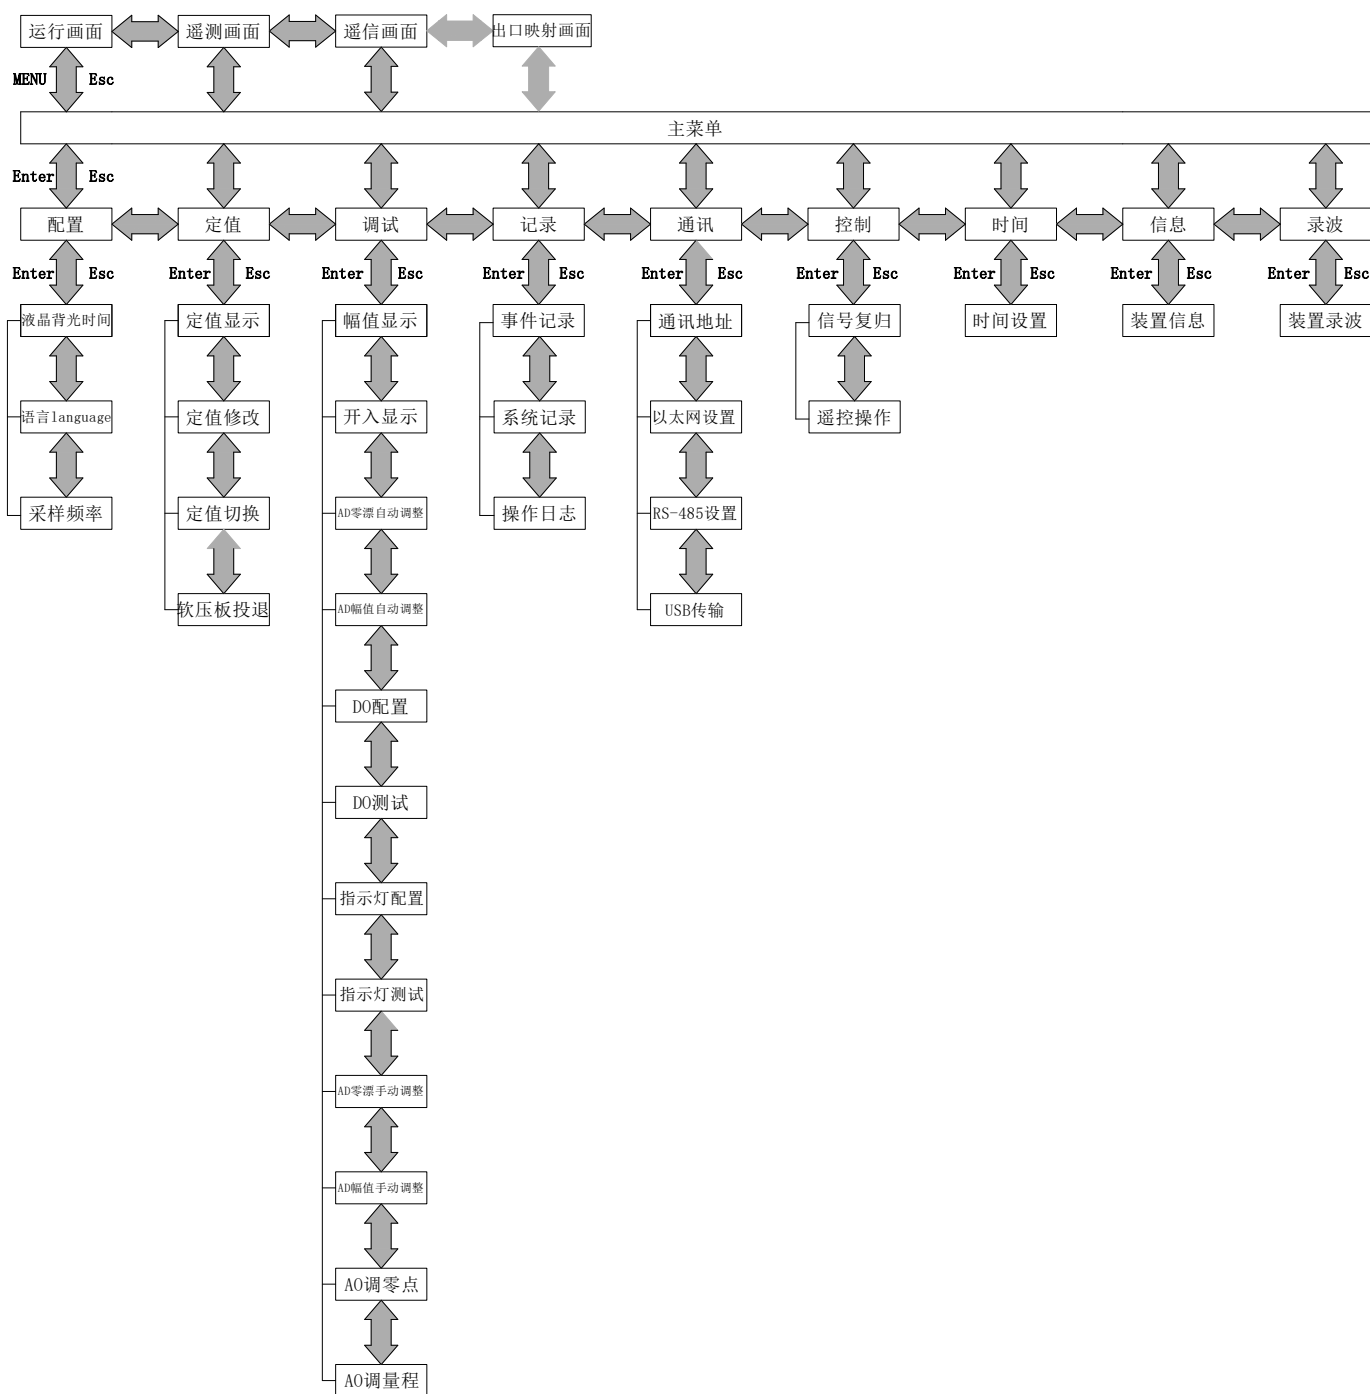 运行画面 遥测画面 遥信画面 出口映射画面
MENU Esc
主菜单
Enter Esc
配置 定值 调试 记录 通讯 控制 时间 信息 录波
Enter Esc Enter Esc Enter Esc Enter Esc Enter Esc Enter Esc Enter Esc Enter Esc Enter Esc
液晶背光时间 定值显示 幅值显示 事件记录 通讯地址 信号复归 时间设置 装置信息 装置录波
语言language 定值修改 开入显示 系统记录 以太网设置 遥控操作
采样频率 定值切换 AD零漂自动调整 操作日志 RS-485设置
软压板投退 AD幅值自动调整 USB传输
DO配置
DO测试
指示灯配置
指示灯测试
AD零漂手动调整
AD幅值手动调整
AO调零点
AO调量程